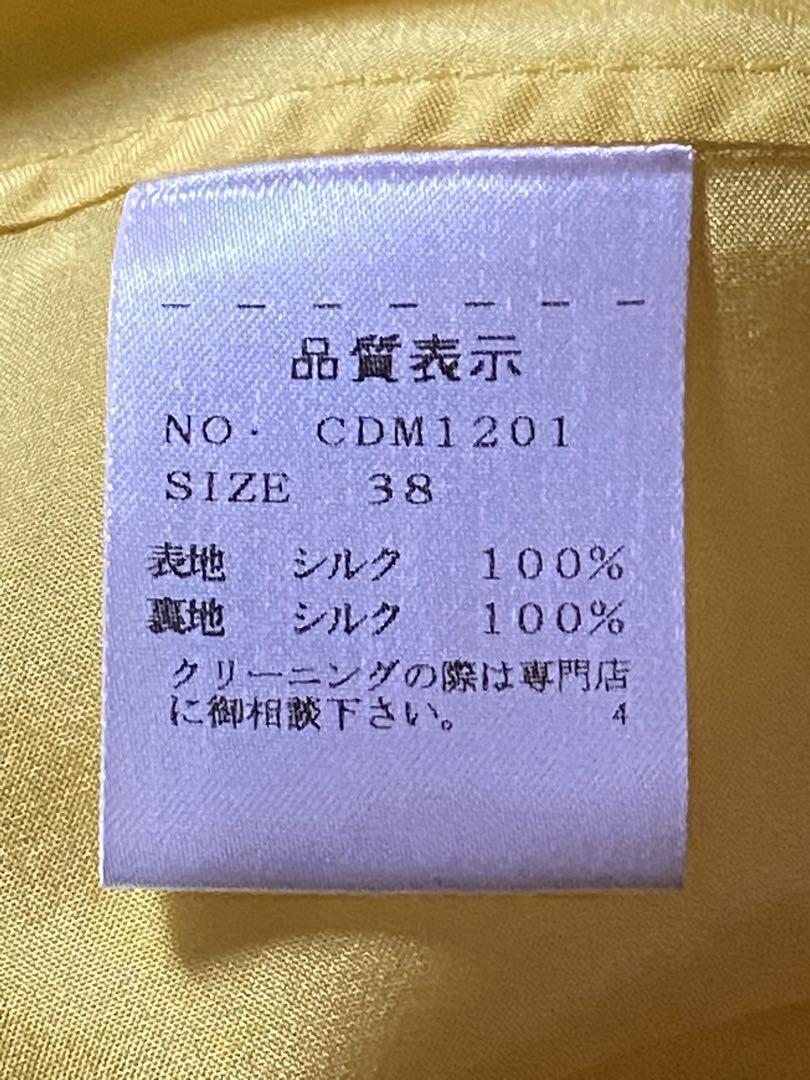 品質表示
NO. CDM1201
SIZE 38
表地 シルク 100%
裏地 シルク 100%
クリーニングの際は専門店
に御相談下さい。 4